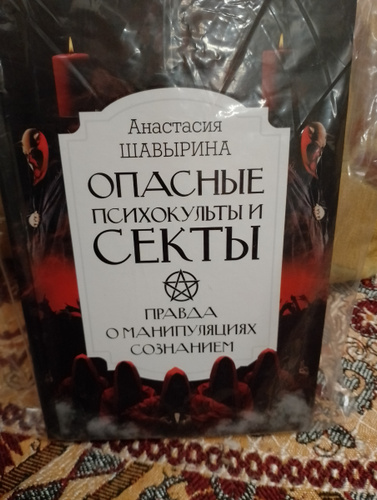 Анастасия
ШАВЫРИНА
ОПАСНЫЕ
ПСИХОКУЛЬТЫ И
СЕКТЫ
ПРАВДА
О МАНИПУЛЯЦИЯХ
СОЗНАНИЕМ